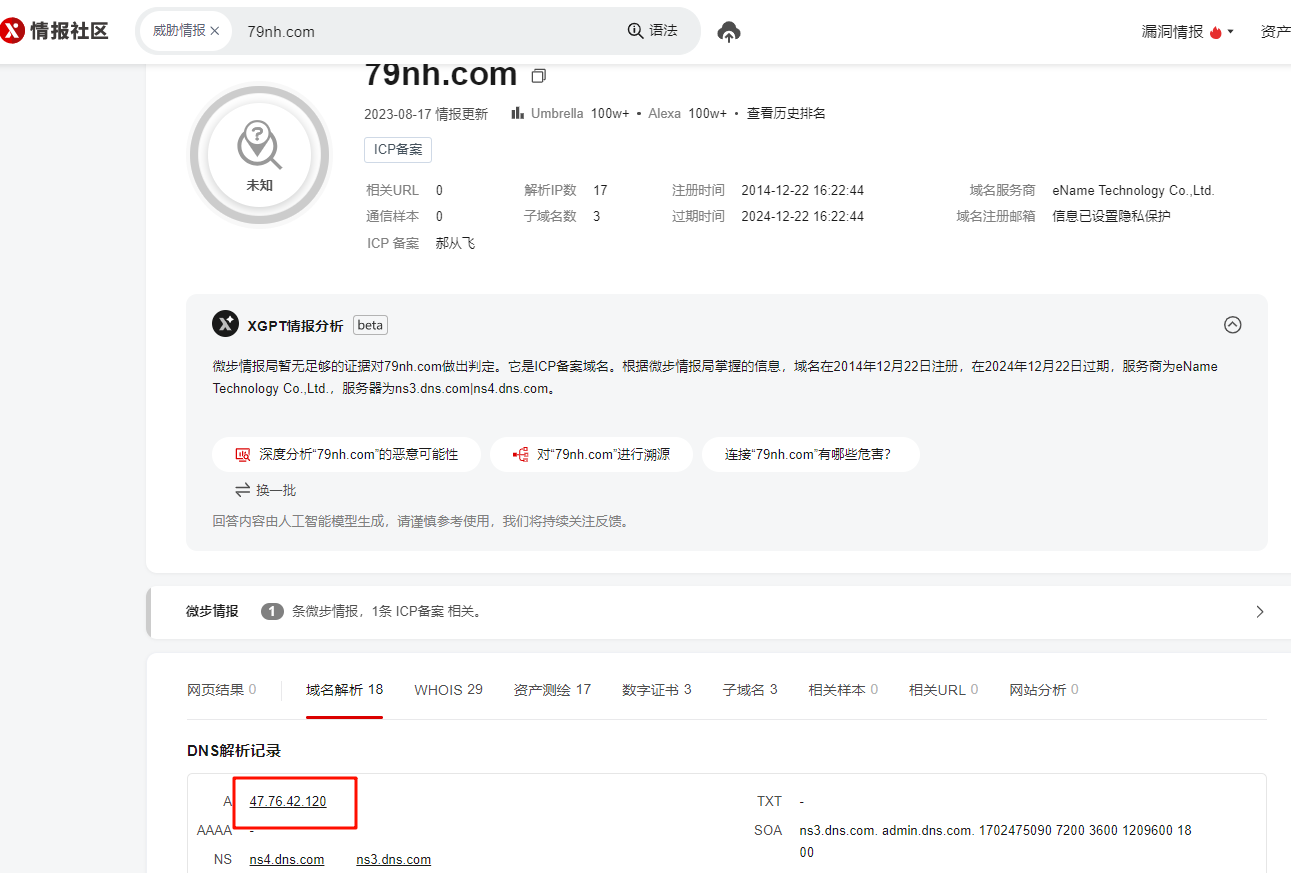 情报社区 威胁情报 × 79nh.com 语法 漏洞情报 资产
79nh.com
2023-08-17 情报更新 Umbrella 100w+ • Alexa 100w+ • 查看历史排名
ICP备案
未知
相关URL 0 解析IP数 17 注册时间 2014-12-22 16:22:44 域名服务商 eName Technology Co.,Ltd.
通信样本 0 子域名数 3 过期时间 2024-12-22 16:22:44 域名注册邮箱 信息已设置隐私保护
ICP 备案 郝从飞
XGPT情报分析 beta
微步情报局暂无足够的证据对79nh.com做出判定。它是ICP备案域名。根据微步情报局掌握的信息，域名在2014年12月22日注册，在2024年12月22日过期，服务商为eName
Technology Co.,Ltd.，服务器为ns3.dns.com|ns4.dns.com。
深度分析“79nh.com”的恶意可能性 对“79nh.com”进行溯源 连接“79nh.com”有哪些危害?
换一批
回答内容由人工智能模型生成，请谨慎参考使用，我们将持续关注反馈。
微步情报 1 条微步情报，1条 ICP备案 相关。
网页结果 0 域名解析 18 WHOIS 29 资产测绘 17 数字证书 3 子域名 3 相关样本 0 相关URL 0 网站分析 0
DNS解析记录
A 47.76.42.120 TXT -
AAAA - SOA ns3.dns.com. admin.dns.com. 1702475090 7200 3600 1209600 18
00
NS ns4.dns.com ns3.dns.com